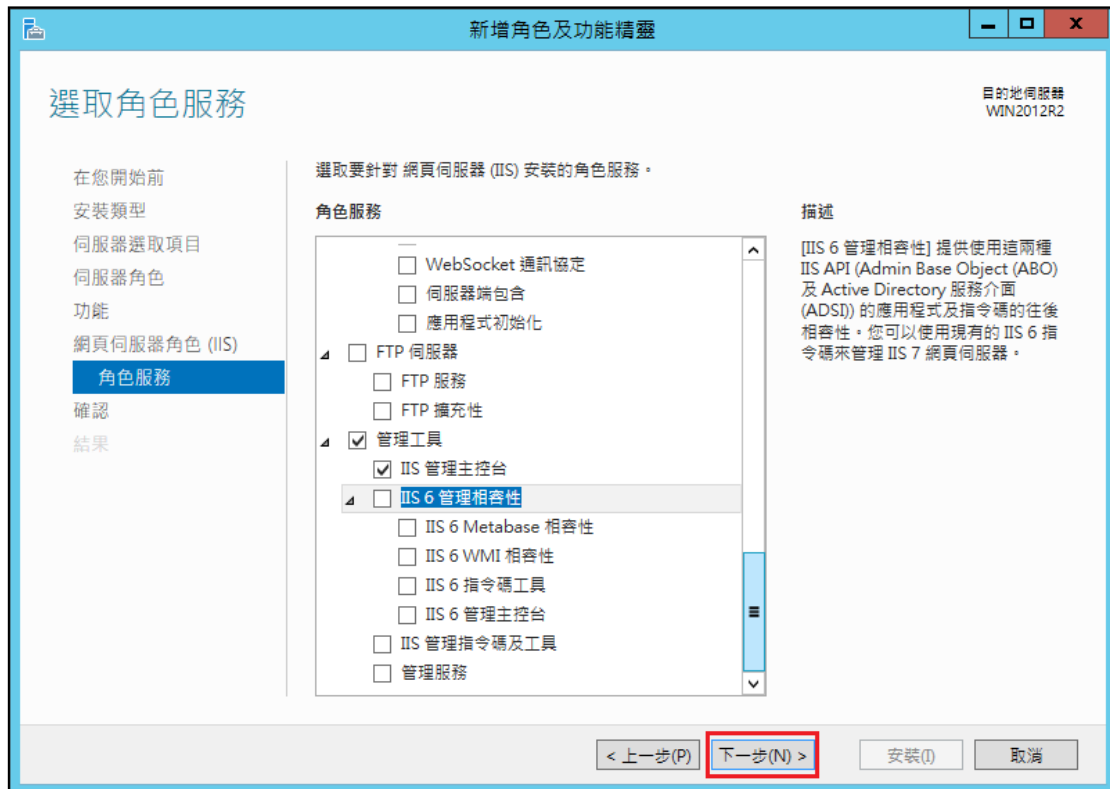 新增角色及功能精靈
選取角色服務
目的地伺服器
WIN2012R2
在您開始前
安裝類型
伺服器選取項目
伺服器角色
功能
網頁伺服器角色 (IIS)
角色服務
確認
結果
選取要針對 網頁伺服器 (IIS) 安裝的角色服務。
角色服務
WebSocket 通訊協定
伺服器端包含
應用程式初始化
FTP 伺服器
FTP 服務
FTP 擴充性
管理工具
IIS 管理主控台
IIS 6 管理相容性
IIS 6 Metabase 相容性
IIS 6 WMI 相容性
IIS 6 指令碼工具
IIS 6 管理主控台
IIS 管理指令碼及工具
管理服務
描述
[IIS 6 管理相容性] 提供使用這兩種
IIS API (Admin Base Object (ABO)
及 Active Directory 服務介面
(ADSI)) 的應用程式及指令碼的往後
相容性。您可以使用現有的 IIS 6 指
令碼來管理 IIS 7 網頁伺服器。
< 上一步(P)
下一步(N) >
安裝(I)
取消